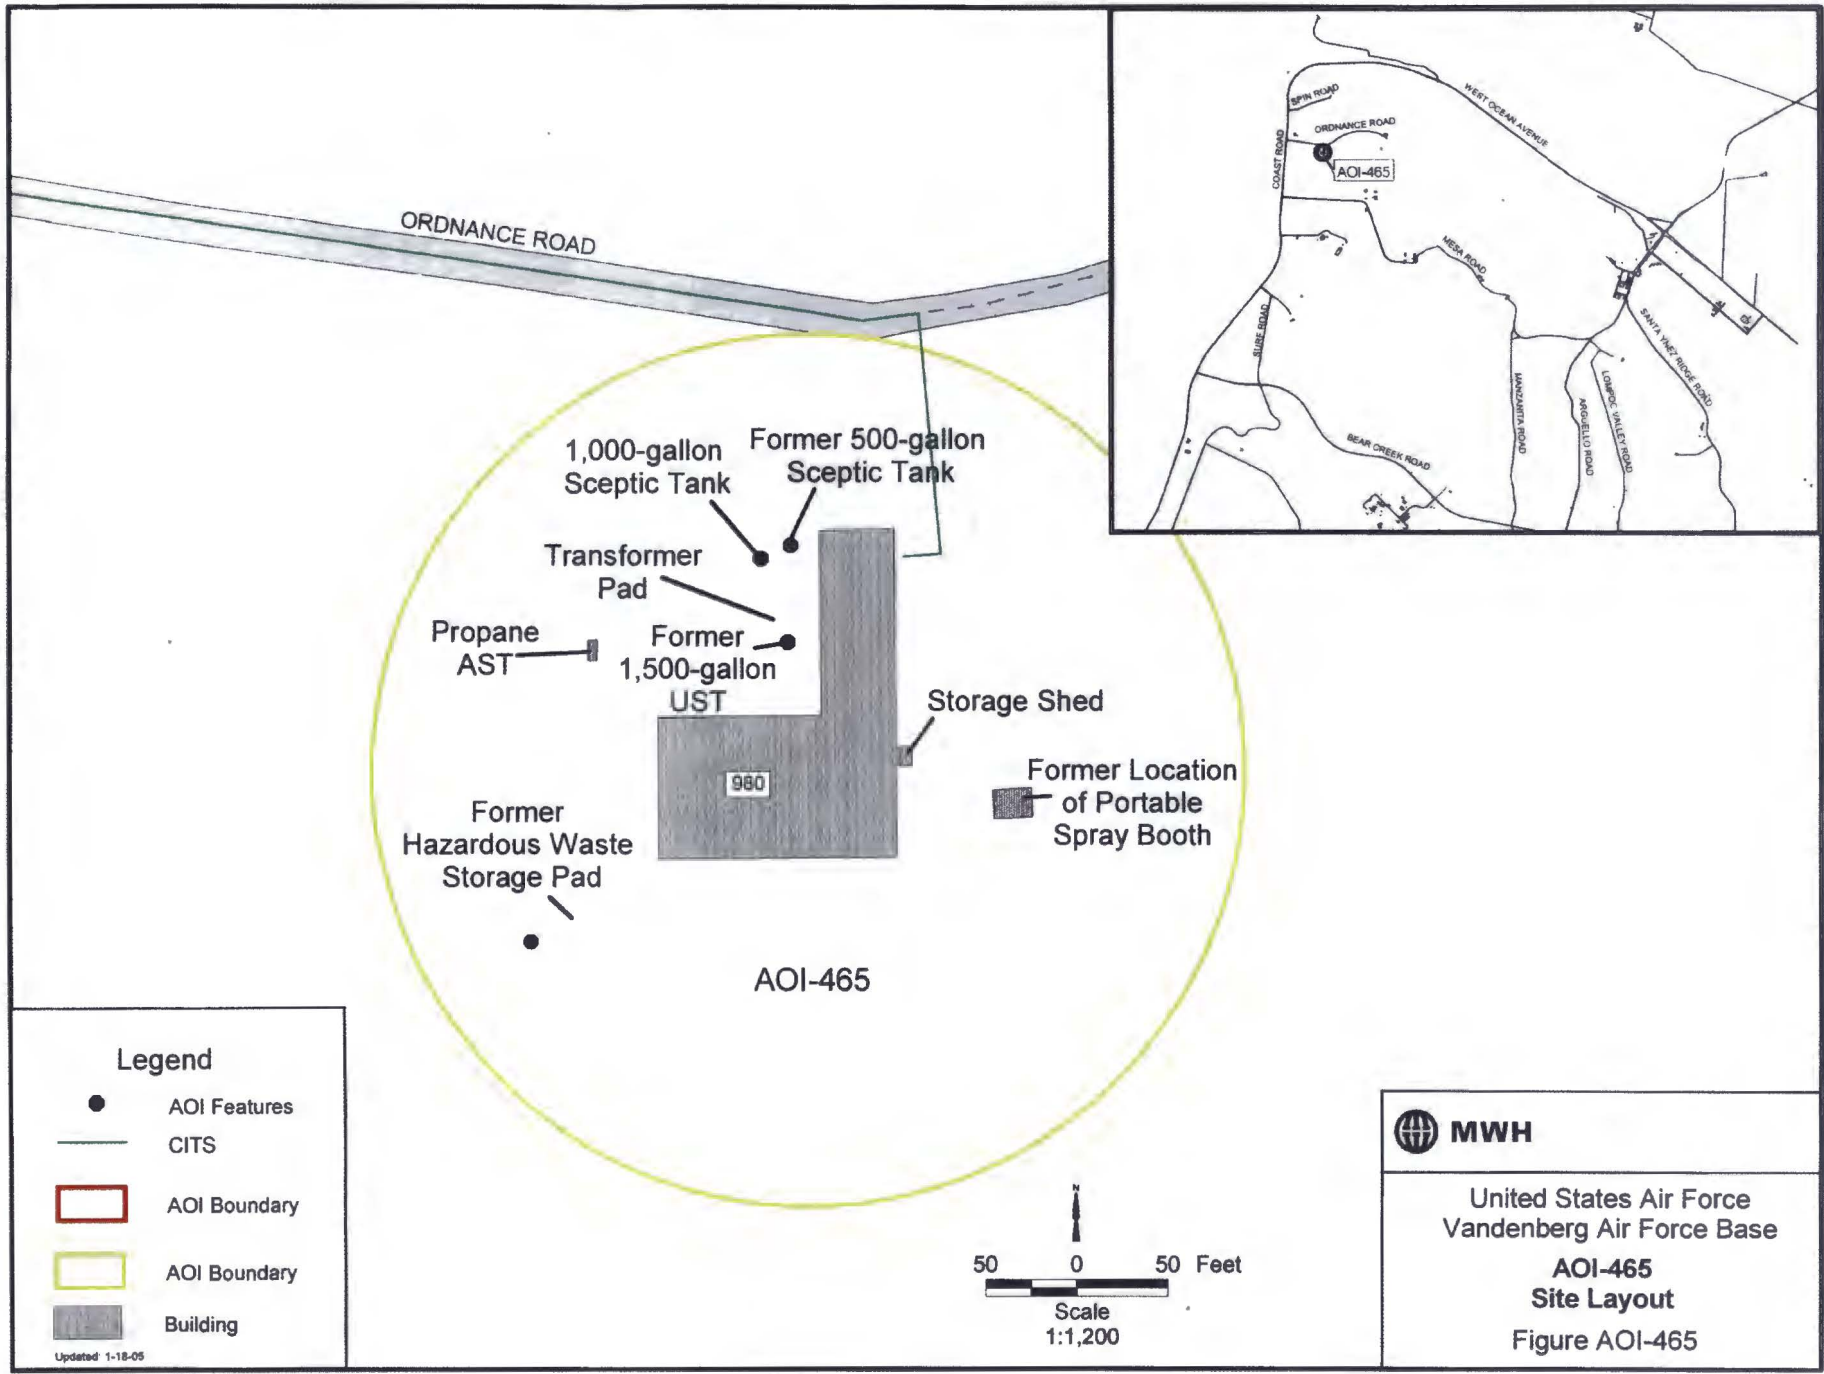 ORDNANCE ROAD
1,000-gallon
Sceptic Tank
Former 500-gallon
Sceptic Tank
Transformer
Pad
Propane
AST
Former
1,500-gallon
UST
Storage Shed
980
Former Location
of Portable
Spray Booth
Former
Hazardous Waste
Storage Pad
AOI-465
SPIN ROAD
ORDNANCE ROAD
COAST ROAD
AOI-465
WEST OCEAN AVENUE
MESA ROAD
SURF ROAD
BEAR CREEK ROAD
MANZANITA ROAD
ARGUELLO ROAD
LOMPOC VALLEY ROAD
SANTA YNEZ RIDGE ROAD
Legend
AOI Features
CITS
AOI Boundary
AOI Boundary
Building
Updated: 1-18-05
N
50 0 50 Feet
Scale
1:1,200
MWH
United States Air Force
Vandenberg Air Force Base
AOI-465
Site Layout
Figure AOI-465